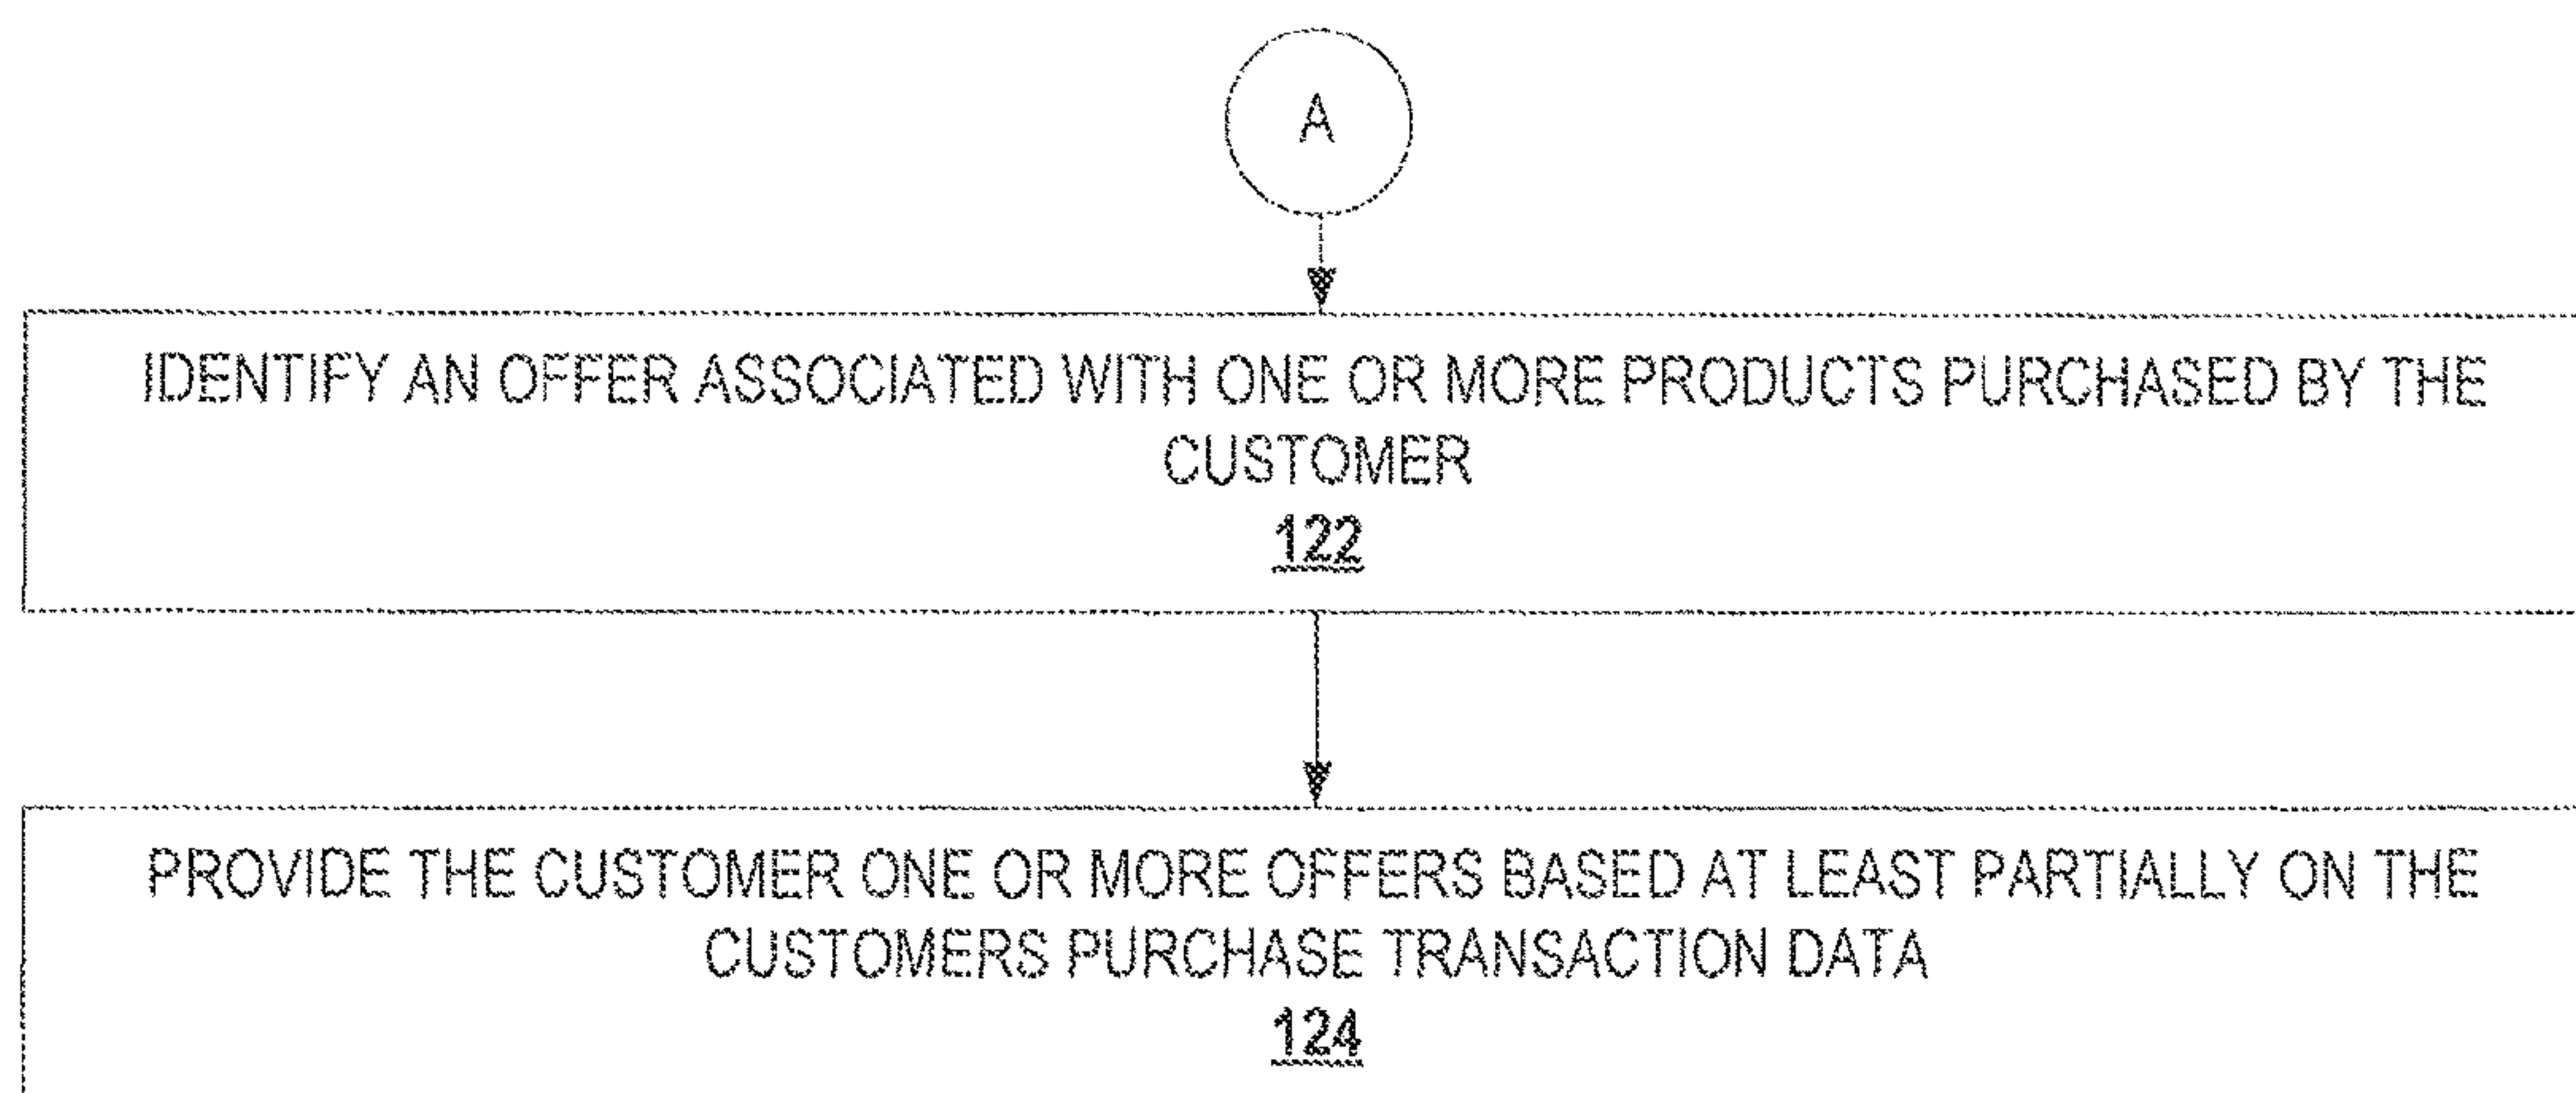 A
IDENTIFY AN OFFER ASSOCIATED WITH ONE OR MORE PRODUCTS PURCHASED BY THE
CUSTOMER
122
PROVIDE THE CUSTOMER ONE OR MORE OFFERS BASED AT LEAST PARTIALLY ON THE
CUSTOMERS PURCHASE TRANSACTION DATA
124